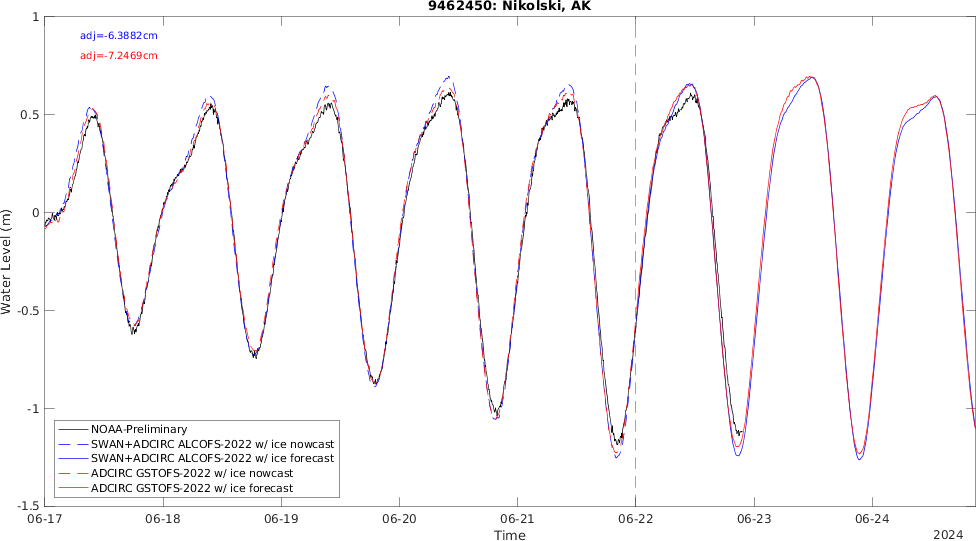 9462450: Nikolski, AK
adj=-6.3882cm
adj=-7.2469cm
1
0.5
0
-0.5
-1
-1.5
Water Level (m)
NOAA-Preliminary
SWAN+ADCIRC ALCOFS-2022 w/ ice nowcast
SWAN+ADCIRC ALCOFS-2022 w/ ice forecast
ADCIRC GSTOFS-2022 w/ ice nowcast
ADCIRC GSTOFS-2022 w/ ice forecast
06-17 06-18 06-19 06-20 06-21 06-22 06-23 06-24
Time
2024